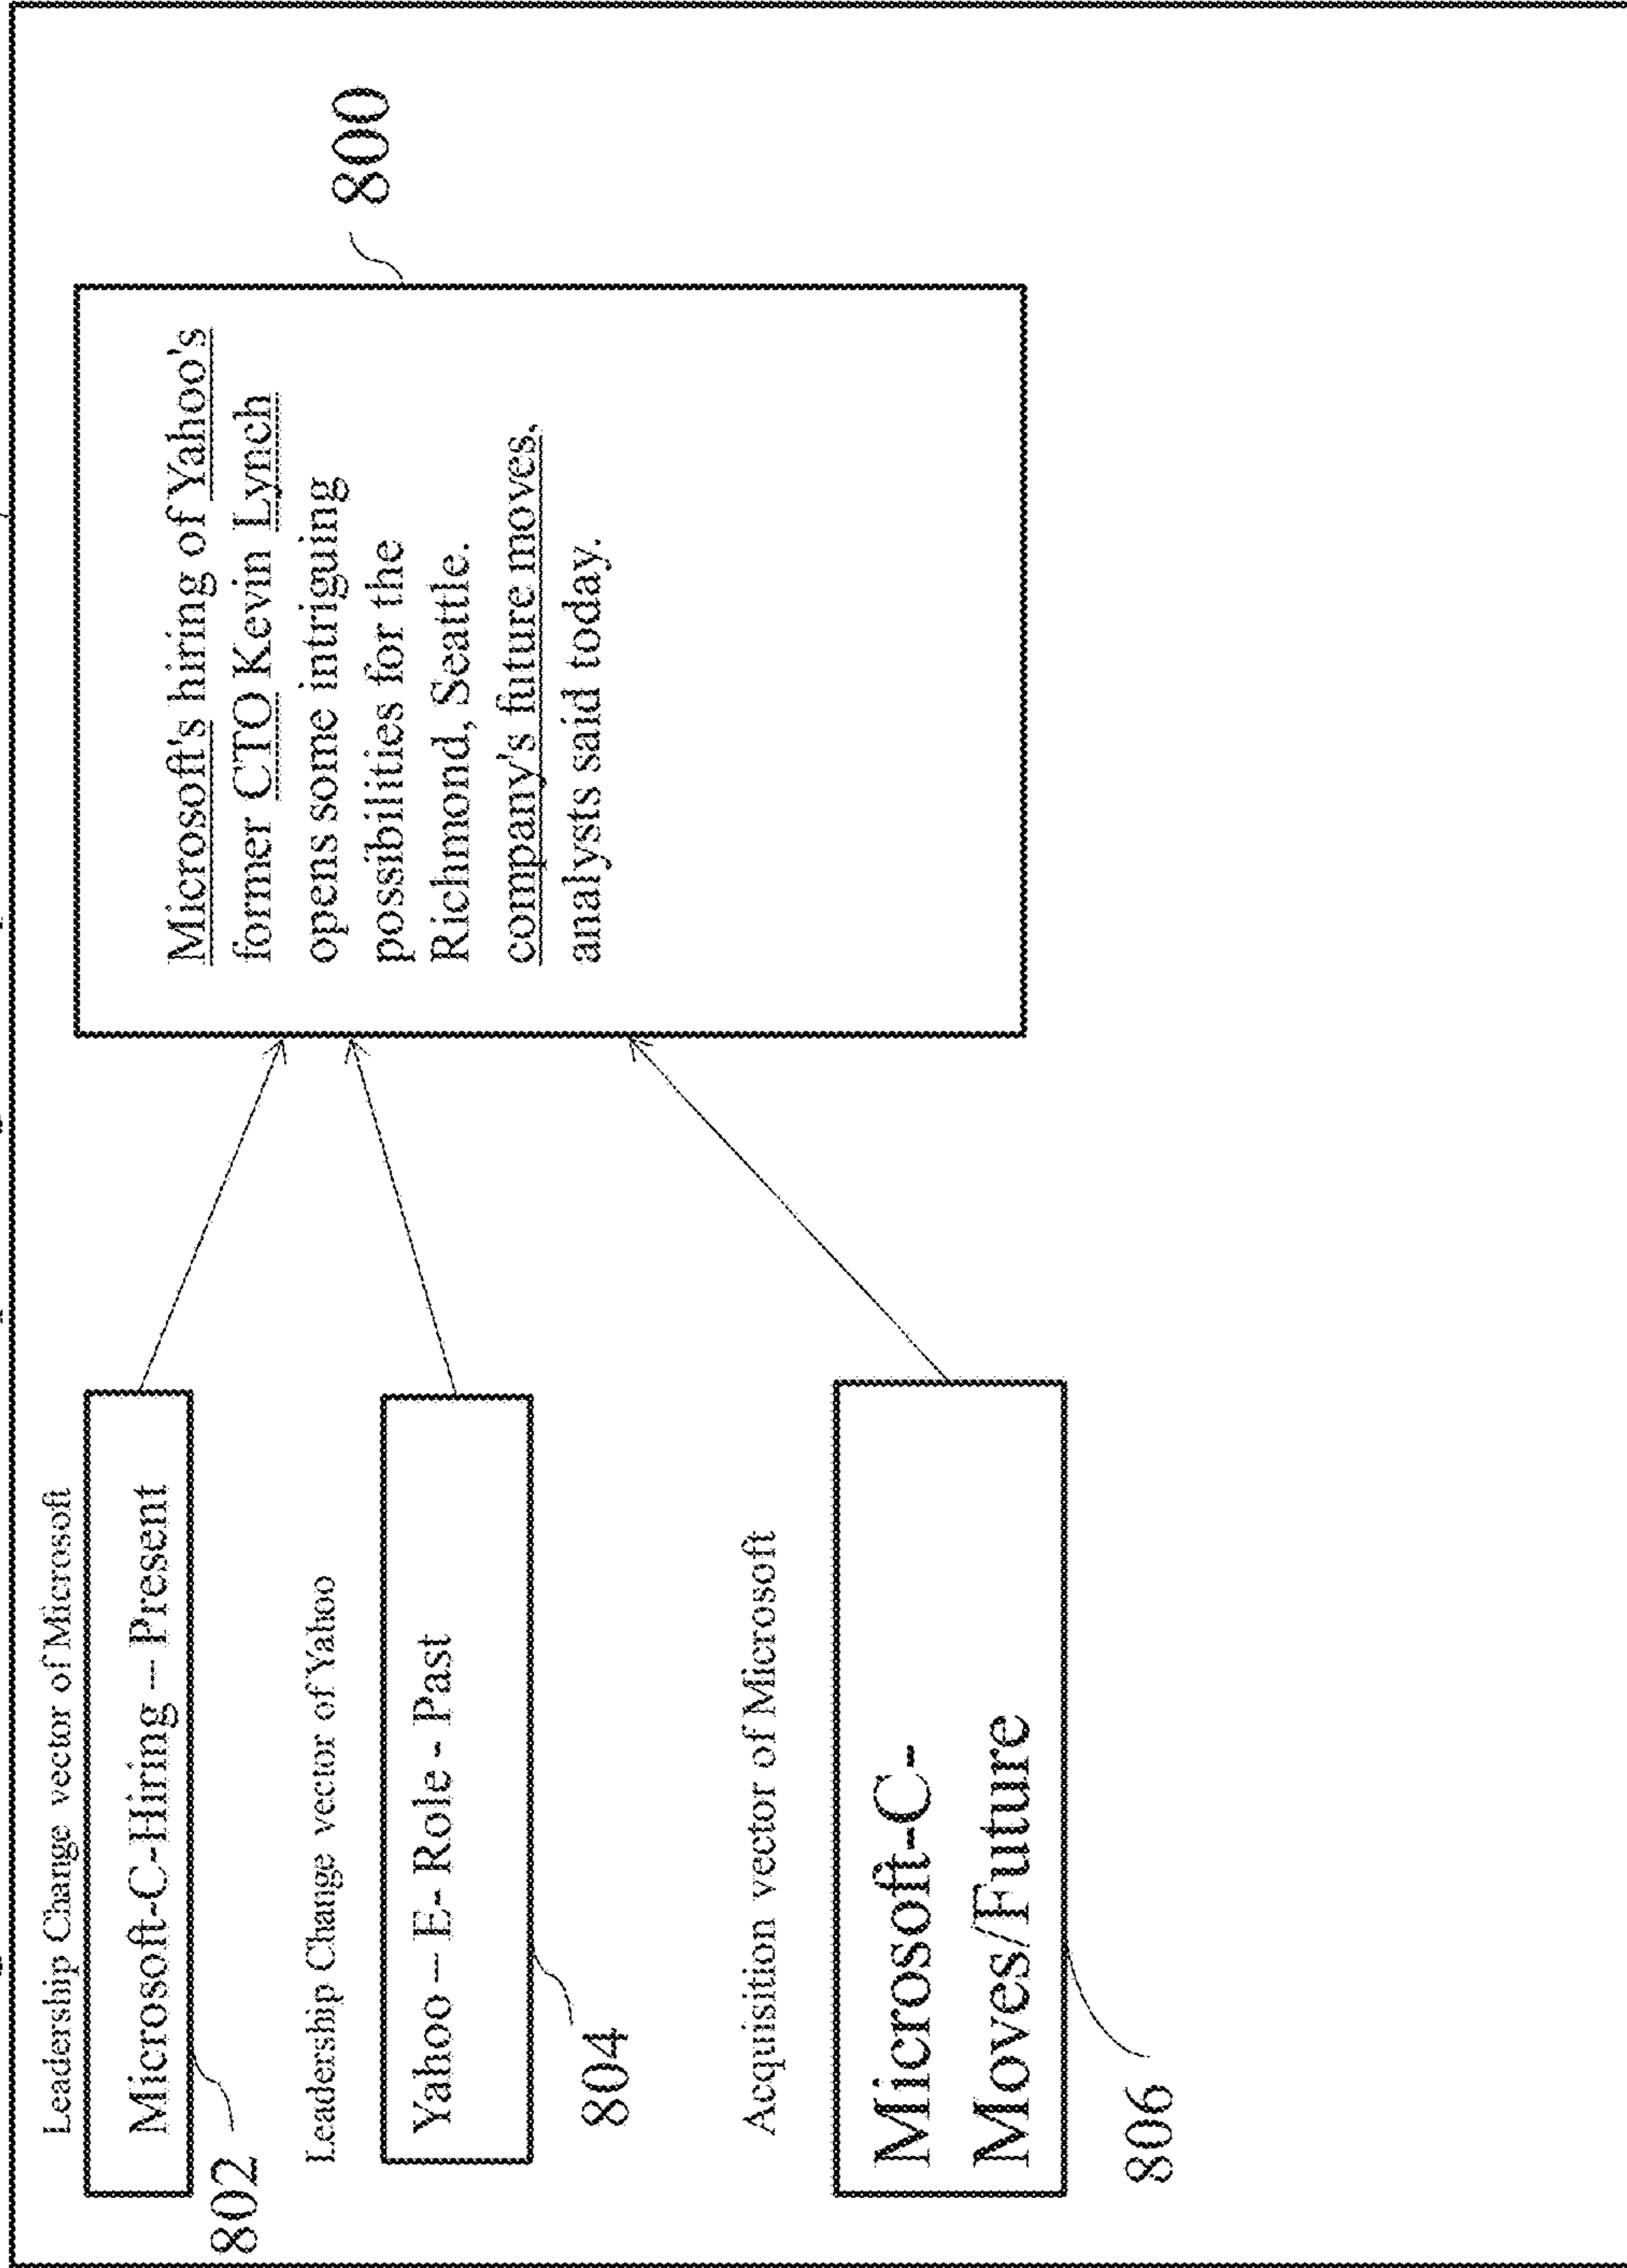 Leadership Change vector of Microsoft
Microsoft-C-Hiring – Present
802
Leadership Change vector of Yahoo
Yahoo – E- Role - Past
804
Acquisition vector of Microsoft
Microsoft-C-
Moves/Future
806
Microsoft's hiring of Yahoo's
former CTO Kevin Lynch
opens some intriguing
possibilities for the
Richmond, Seattle.
company's future moves,
analysts said today.
800